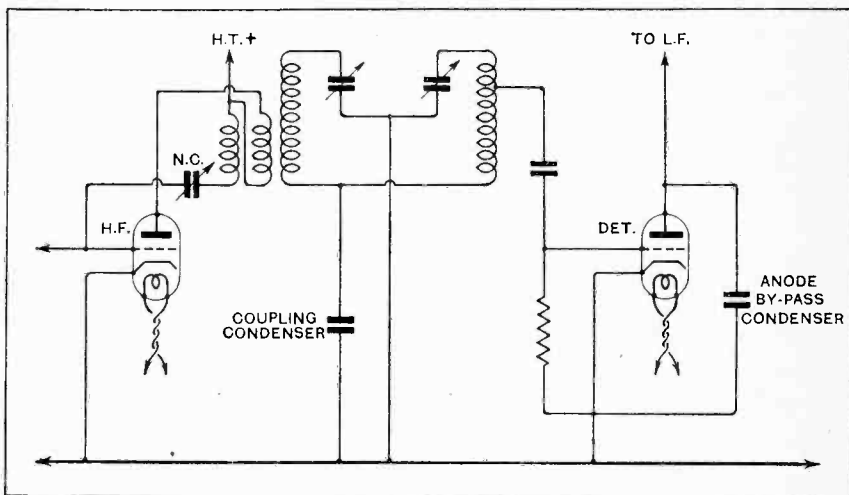 H.T.+
TO L.F.
N.C.
H.F.
DET.
COUPLING
CONDENSER
ANODE
BY-PASS
CONDENSER